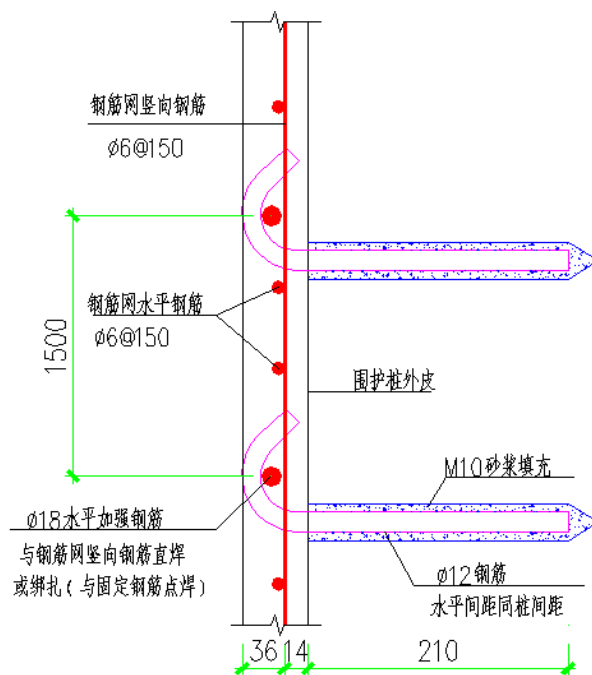 钢筋网竖向钢筋
ø6@150
1500
钢筋网水平钢筋
ø6@150
围护桩外皮
M10砂浆填充
ø18水平加强钢筋
与钢筋网竖向钢筋直焊
或绑扎(与固定钢筋点焊)
ø12钢筋
水平间距同桩间距
36 14 210